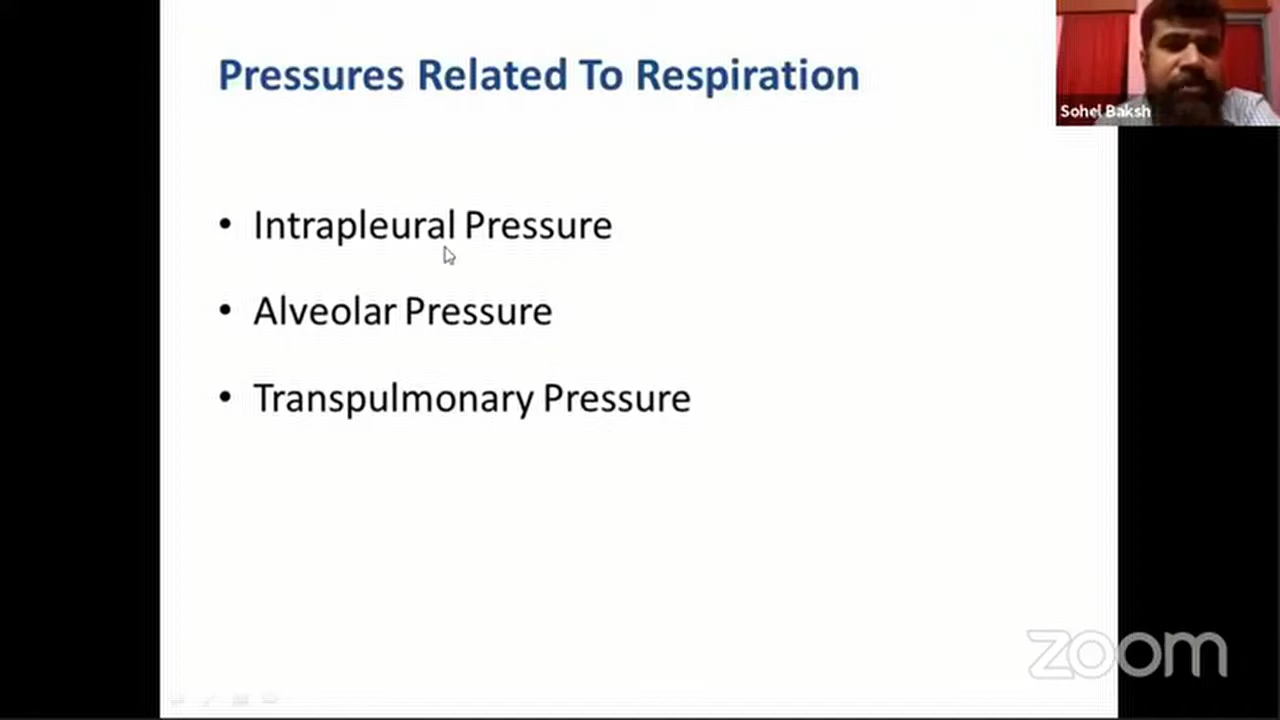 Pressures Related To Respiration
Sohel Baksh
• Intrapleural Pressure
• Alveolar Pressure
• Transpulmonary Pressure
zoom